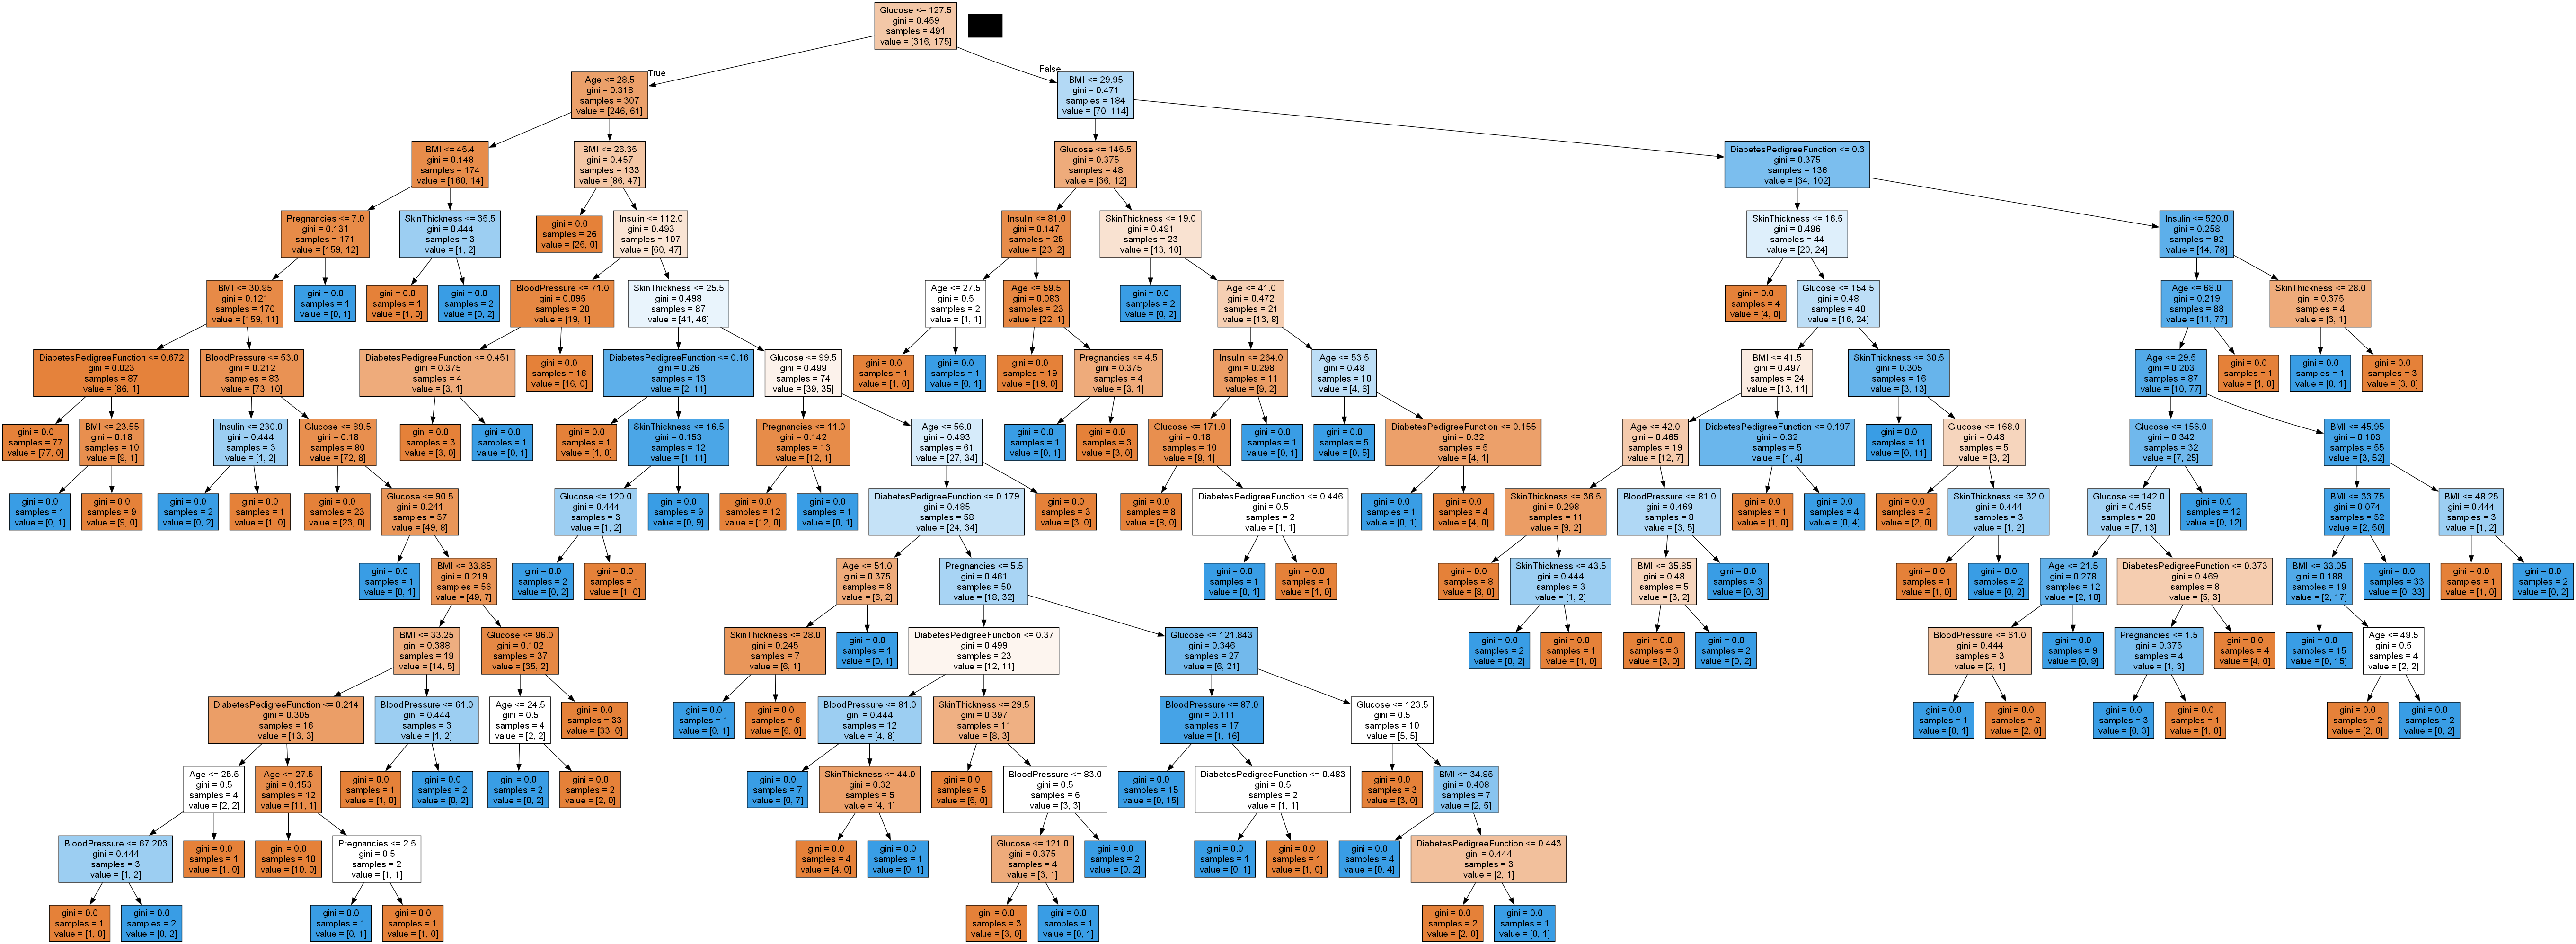 Glucose <= 127.5
gini = 0.459
samples = 491
value = [316, 175]
True
False
Age <= 28.5
gini = 0.318
samples = 307
value = [246, 61]
BMI <= 29.95
gini = 0.471
samples = 184
value = [70, 114]
BMI <= 45.4
gini = 0.148
samples = 174
value = [160, 14]
BMI <= 26.35
gini = 0.457
samples = 133
value = [86, 47]
Glucose <= 145.5
gini = 0.375
samples = 48
value = [36, 12]
DiabetesPedigreeFunction <= 0.3
gini = 0.375
samples = 136
value = [34, 102]
Pregnancies <= 7.0
gini = 0.131
samples = 171
value = [159, 12]
SkinThickness <= 35.5
gini = 0.444
samples = 3
value = [1, 2]
gini = 0.0
samples = 26
value = [26, 0]
Insulin <= 112.0
gini = 0.493
samples = 107
value = [60, 47]
Insulin <= 81.0
gini = 0.147
samples = 25
value = [23, 2]
SkinThickness <= 19.0
gini = 0.491
samples = 23
value = [13, 10]
SkinThickness <= 16.5
gini = 0.496
samples = 44
value = [20, 24]
Insulin <= 520.0
gini = 0.258
samples = 92
value = [14, 78]
BMI <= 30.95
gini = 0.121
samples = 170
value = [159, 11]
gini = 0.0
samples = 1
value = [0, 1]
gini = 0.0
samples = 1
value = [1, 0]
gini = 0.0
samples = 2
value = [0, 2]
BloodPressure <= 71.0
gini = 0.095
samples = 20
value = [19, 1]
SkinThickness <= 25.5
gini = 0.498
samples = 87
value = [41, 46]
Age <= 27.5
gini = 0.5
samples = 2
value = [1, 1]
Age <= 59.5
gini = 0.083
samples = 23
value = [22, 1]
gini = 0.0
samples = 2
value = [0, 2]
Age <= 41.0
gini = 0.472
samples = 21
value = [13, 8]
gini = 0.0
samples = 4
value = [4, 0]
Glucose <= 154.5
gini = 0.48
samples = 40
value = [16, 24]
Age <= 68.0
gini = 0.219
samples = 88
value = [11, 77]
SkinThickness <= 28.0
gini = 0.375
samples = 4
value = [3, 1]
DiabetesPedigreeFunction <= 0.672
gini = 0.023
samples = 87
value = [86, 1]
BloodPressure <= 53.0
gini = 0.212
samples = 83
value = [73, 10]
DiabetesPedigreeFunction <= 0.451
gini = 0.375
samples = 4
value = [3, 1]
gini = 0.0
samples = 16
value = [16, 0]
DiabetesPedigreeFunction <= 0.16
gini = 0.26
samples = 13
value = [2, 11]
Glucose <= 99.5
gini = 0.499
samples = 74
value = [39, 35]
gini = 0.0
samples = 1
value = [1, 0]
gini = 0.0
samples = 1
value = [0, 1]
gini = 0.0
samples = 19
value = [19, 0]
Pregnancies <= 4.5
gini = 0.375
samples = 4
value = [3, 1]
Insulin <= 264.0
gini = 0.298
samples = 11
value = [9, 2]
Age <= 53.5
gini = 0.48
samples = 10
value = [4, 6]
BMI <= 41.5
gini = 0.497
samples = 24
value = [13, 11]
SkinThickness <= 30.5
gini = 0.305
samples = 16
value = [3, 13]
Age <= 29.5
gini = 0.203
samples = 87
value = [10, 77]
gini = 0.0
samples = 1
value = [1, 0]
gini = 0.0
samples = 1
value = [0, 1]
gini = 0.0
samples = 3
value = [3, 0]
gini = 0.0
samples = 77
value = [77, 0]
BMI <= 23.55
gini = 0.18
samples = 10
value = [9, 1]
Insulin <= 230.0
gini = 0.444
samples = 3
value = [1, 2]
Glucose <= 89.5
gini = 0.18
samples = 80
value = [72, 8]
gini = 0.0
samples = 3
value = [3, 0]
gini = 0.0
samples = 1
value = [0, 1]
gini = 0.0
samples = 1
value = [1, 0]
SkinThickness <= 16.5
gini = 0.153
samples = 12
value = [1, 11]
Pregnancies <= 11.0
gini = 0.142
samples = 13
value = [12, 1]
Age <= 56.0
gini = 0.493
samples = 61
value = [27, 34]
gini = 0.0
samples = 1
value = [0, 1]
gini = 0.0
samples = 3
value = [3, 0]
Glucose <= 171.0
gini = 0.18
samples = 10
value = [9, 1]
gini = 0.0
samples = 1
value = [0, 1]
gini = 0.0
samples = 5
value = [0, 5]
DiabetesPedigreeFunction <= 0.155
gini = 0.32
samples = 5
value = [4, 1]
Age <= 42.0
gini = 0.465
samples = 19
value = [12, 7]
DiabetesPedigreeFunction <= 0.197
gini = 0.32
samples = 5
value = [1, 4]
gini = 0.0
samples = 11
value = [0, 11]
Glucose <= 168.0
gini = 0.48
samples = 5
value = [3, 2]
Glucose <= 156.0
gini = 0.342
samples = 32
value = [7, 25]
BMI <= 45.95
gini = 0.103
samples = 55
value = [3, 52]
gini = 0.0
samples = 1
value = [0, 1]
gini = 0.0
samples = 9
value = [9, 0]
gini = 0.0
samples = 2
value = [0, 2]
gini = 0.0
samples = 1
value = [1, 0]
gini = 0.0
samples = 23
value = [23, 0]
Glucose <= 90.5
gini = 0.241
samples = 57
value = [49, 8]
Glucose <= 120.0
gini = 0.444
samples = 3
value = [1, 2]
gini = 0.0
samples = 9
value = [0, 9]
gini = 0.0
samples = 12
value = [12, 0]
gini = 0.0
samples = 1
value = [0, 1]
DiabetesPedigreeFunction <= 0.179
gini = 0.485
samples = 58
value = [24, 34]
gini = 0.0
samples = 3
value = [3, 0]
gini = 0.0
samples = 8
value = [8, 0]
DiabetesPedigreeFunction <= 0.446
gini = 0.5
samples = 2
value = [1, 1]
gini = 0.0
samples = 1
value = [0, 1]
gini = 0.0
samples = 4
value = [4, 0]
SkinThickness <= 36.5
gini = 0.298
samples = 11
value = [9, 2]
BloodPressure <= 81.0
gini = 0.469
samples = 8
value = [3, 5]
gini = 0.0
samples = 1
value = [1, 0]
gini = 0.0
samples = 4
value = [0, 4]
gini = 0.0
samples = 2
value = [2, 0]
SkinThickness <= 32.0
gini = 0.444
samples = 3
value = [1, 2]
Glucose <= 142.0
gini = 0.455
samples = 20
value = [7, 13]
gini = 0.0
samples = 12
value = [0, 12]
BMI <= 33.75
gini = 0.074
samples = 52
value = [2, 50]
BMI <= 48.25
gini = 0.444
samples = 3
value = [1, 2]
gini = 0.0
samples = 1
value = [0, 1]
BMI <= 33.85
gini = 0.219
samples = 56
value = [49, 7]
gini = 0.0
samples = 2
value = [0, 2]
gini = 0.0
samples = 1
value = [1, 0]
Age <= 51.0
gini = 0.375
samples = 8
value = [6, 2]
Pregnancies <= 5.5
gini = 0.461
samples = 50
value = [18, 32]
gini = 0.0
samples = 1
value = [0, 1]
gini = 0.0
samples = 1
value = [1, 0]
gini = 0.0
samples = 8
value = [8, 0]
SkinThickness <= 43.5
gini = 0.444
samples = 3
value = [1, 2]
BMI <= 35.85
gini = 0.48
samples = 5
value = [3, 2]
gini = 0.0
samples = 3
value = [0, 3]
gini = 0.0
samples = 1
value = [1, 0]
gini = 0.0
samples = 2
value = [0, 2]
Age <= 21.5
gini = 0.278
samples = 12
value = [2, 10]
DiabetesPedigreeFunction <= 0.373
gini = 0.469
samples = 8
value = [5, 3]
BMI <= 33.05
gini = 0.188
samples = 19
value = [2, 17]
gini = 0.0
samples = 33
value = [0, 33]
gini = 0.0
samples = 1
value = [1, 0]
gini = 0.0
samples = 2
value = [0, 2]
BMI <= 33.25
gini = 0.388
samples = 19
value = [14, 5]
Glucose <= 96.0
gini = 0.102
samples = 37
value = [35, 2]
SkinThickness <= 28.0
gini = 0.245
samples = 7
value = [6, 1]
gini = 0.0
samples = 1
value = [0, 1]
DiabetesPedigreeFunction <= 0.37
gini = 0.499
samples = 23
value = [12, 11]
Glucose <= 121.843
gini = 0.346
samples = 27
value = [6, 21]
gini = 0.0
samples = 2
value = [0, 2]
gini = 0.0
samples = 1
value = [1, 0]
gini = 0.0
samples = 3
value = [3, 0]
gini = 0.0
samples = 2
value = [0, 2]
BloodPressure <= 61.0
gini = 0.444
samples = 3
value = [2, 1]
gini = 0.0
samples = 9
value = [0, 9]
Pregnancies <= 1.5
gini = 0.375
samples = 4
value = [1, 3]
gini = 0.0
samples = 4
value = [4, 0]
gini = 0.0
samples = 15
value = [0, 15]
Age <= 49.5
gini = 0.5
samples = 4
value = [2, 2]
DiabetesPedigreeFunction <= 0.214
gini = 0.305
samples = 16
value = [13, 3]
BloodPressure <= 61.0
gini = 0.444
samples = 3
value = [1, 2]
Age <= 24.5
gini = 0.5
samples = 4
value = [2, 2]
gini = 0.0
samples = 33
value = [33, 0]
gini = 0.0
samples = 1
value = [0, 1]
gini = 0.0
samples = 6
value = [6, 0]
BloodPressure <= 81.0
gini = 0.444
samples = 12
value = [4, 8]
SkinThickness <= 29.5
gini = 0.397
samples = 11
value = [8, 3]
BloodPressure <= 87.0
gini = 0.111
samples = 17
value = [1, 16]
Glucose <= 123.5
gini = 0.5
samples = 10
value = [5, 5]
gini = 0.0
samples = 1
value = [0, 1]
gini = 0.0
samples = 2
value = [2, 0]
gini = 0.0
samples = 3
value = [0, 3]
gini = 0.0
samples = 1
value = [1, 0]
gini = 0.0
samples = 2
value = [2, 0]
gini = 0.0
samples = 2
value = [0, 2]
Age <= 25.5
gini = 0.5
samples = 4
value = [2, 2]
Age <= 27.5
gini = 0.153
samples = 12
value = [11, 1]
gini = 0.0
samples = 1
value = [1, 0]
gini = 0.0
samples = 2
value = [0, 2]
gini = 0.0
samples = 2
value = [0, 2]
gini = 0.0
samples = 2
value = [2, 0]
gini = 0.0
samples = 7
value = [0, 7]
SkinThickness <= 44.0
gini = 0.32
samples = 5
value = [4, 1]
gini = 0.0
samples = 5
value = [5, 0]
BloodPressure <= 83.0
gini = 0.5
samples = 6
value = [3, 3]
gini = 0.0
samples = 15
value = [0, 15]
DiabetesPedigreeFunction <= 0.483
gini = 0.5
samples = 2
value = [1, 1]
gini = 0.0
samples = 3
value = [3, 0]
BMI <= 34.95
gini = 0.408
samples = 7
value = [2, 5]
BloodPressure <= 67.203
gini = 0.444
samples = 3
value = [1, 2]
gini = 0.0
samples = 1
value = [1, 0]
gini = 0.0
samples = 10
value = [10, 0]
Pregnancies <= 2.5
gini = 0.5
samples = 2
value = [1, 1]
gini = 0.0
samples = 4
value = [4, 0]
gini = 0.0
samples = 1
value = [0, 1]
Glucose <= 121.0
gini = 0.375
samples = 4
value = [3, 1]
gini = 0.0
samples = 2
value = [0, 2]
gini = 0.0
samples = 1
value = [0, 1]
gini = 0.0
samples = 1
value = [1, 0]
gini = 0.0
samples = 4
value = [0, 4]
DiabetesPedigreeFunction <= 0.443
gini = 0.444
samples = 3
value = [2, 1]
gini = 0.0
samples = 1
value = [1, 0]
gini = 0.0
samples = 2
value = [0, 2]
gini = 0.0
samples = 1
value = [0, 1]
gini = 0.0
samples = 1
value = [1, 0]
gini = 0.0
samples = 3
value = [3, 0]
gini = 0.0
samples = 1
value = [0, 1]
gini = 0.0
samples = 2
value = [2, 0]
gini = 0.0
samples = 1
value = [0, 1]